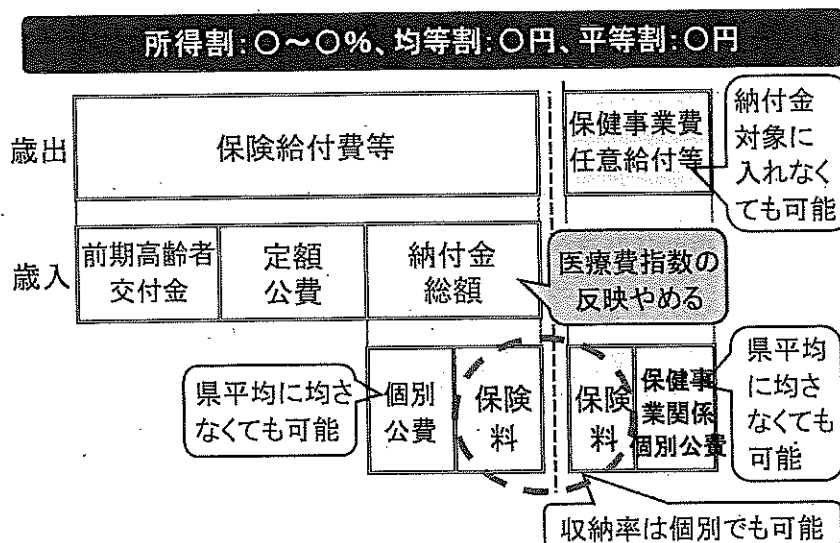 所得割:〇～〇%、均等割:〇円、平等割:〇円
歳出
保険給付費等
保健事業費
任意給付等
納付金
対象に
入れなく
ても可能
歳入
前期高齢者
交付金
定額
公費
納付金
総額
医療費指数の
反映やめる
県平均に均さ
なくても可能
個別
公費
保険
料
保険
料
保健事
業関係
個別公費
県平均
に均さ
なくても
可能
収納率は個別でも可能